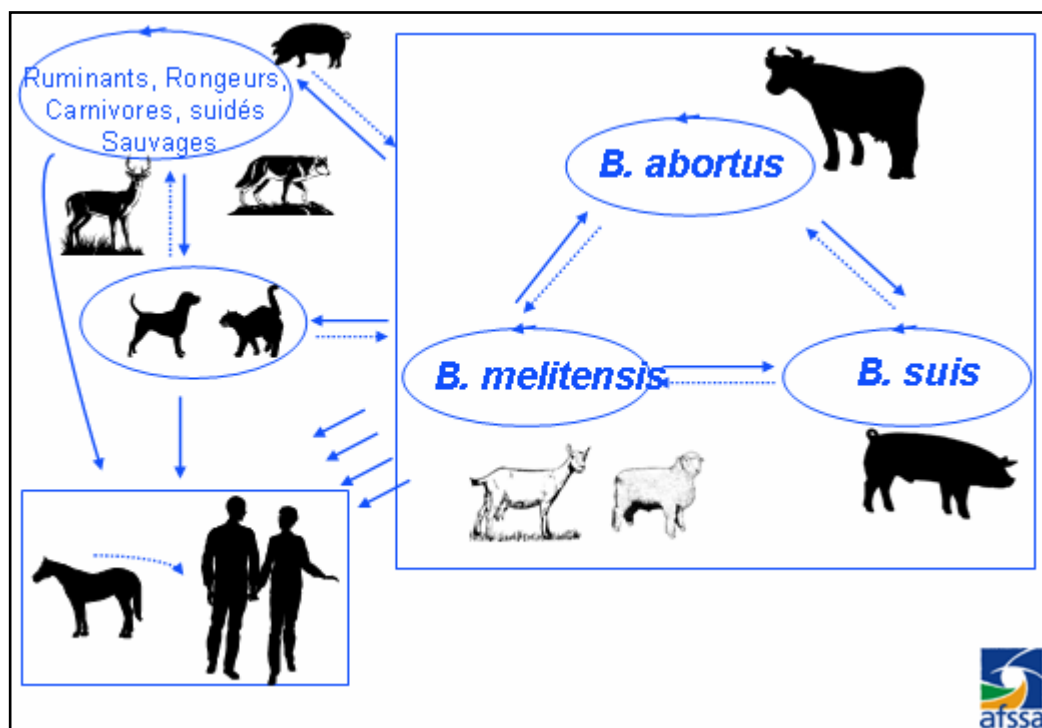 Ruminants, Rongeurs,
Carnivores, suidés
Sauvages
B. abortus
B. melitensis
B. suis
afssa